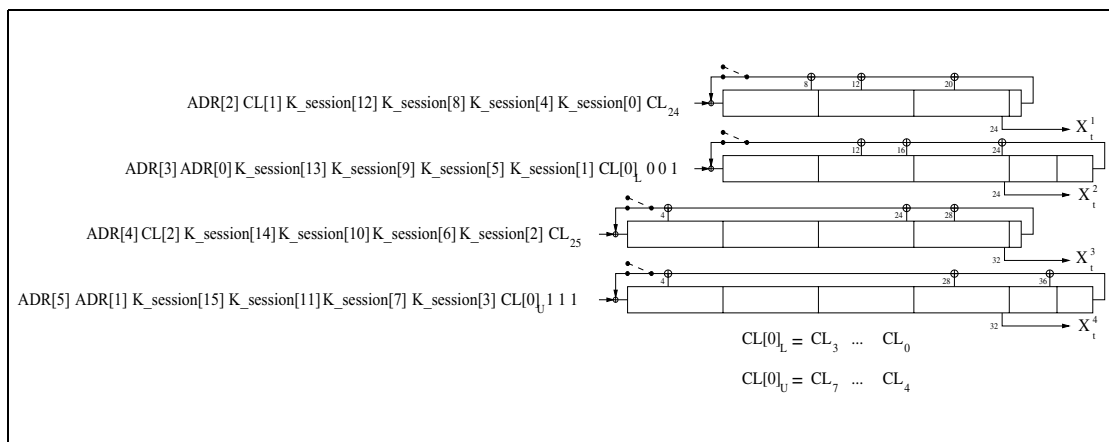 8 12 20
ADR[2] CL[1] K_session[12] K_session[8] K_session[4] K_session[0] CL₂₄
24 X¹ₜ
12 16 24
ADR[3] ADR[0] K_session[13] K_session[9] K_session[5] K_session[1] CL[0]L 0 0 1
24 X²ₜ
4 24 28
ADR[4] CL[2] K_session[14] K_session[10] K_session[6] K_session[2] CL₂₅
32 X³ₜ
4 28 36
ADR[5] ADR[1] K_session[15] K_session[11] K_session[7] K_session[3] CL[0]U 1 1 1
32 X⁴ₜ
CL[0]L = CL₃ ... CL₀
CL[0]U = CL₇ ... CL₄